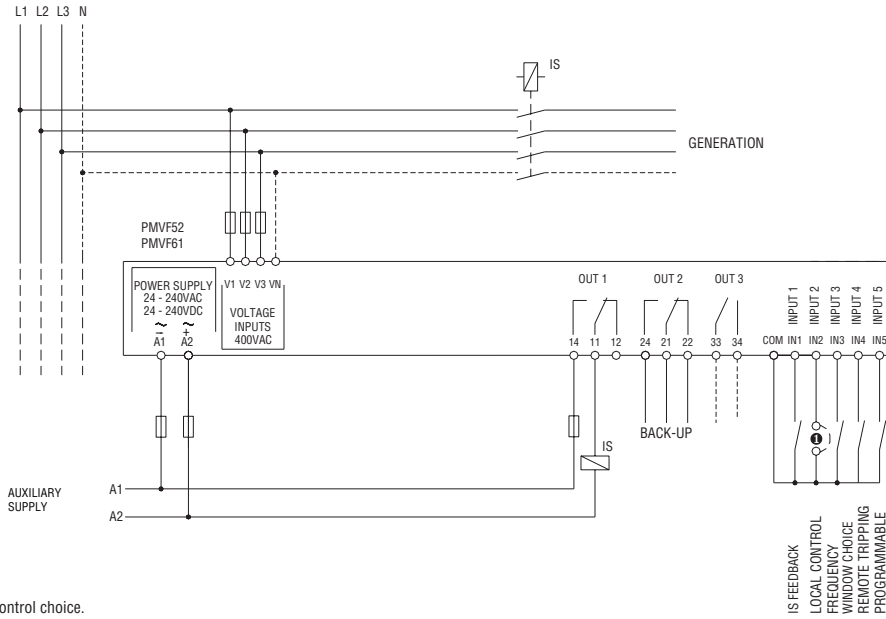 L1 L2 L3 N
IS
GENERATION
PMVF52
PMVF61
POWER SUPPLY
24 - 240VAC
24 - 240VDC
~ ~
– +
A1 A2
V1 V2 V3 VN
VOLTAGE
INPUTS
400VAC
OUT 1
OUT 2
OUT 3
INPUT 1
INPUT 2
INPUT 3
INPUT 4
INPUT 5
14 11 12 24 21 22 33 34 COM IN1 IN2 IN3 IN4 IN5
BACK-UP
1
IS
AUXILIARY
SUPPLY
A1
A2
IS FEEDBACK
LOCAL CONTROL
FREQUENCY
WINDOW CHOICE
REMOTE TRIPPING
PROGRAMMABLE
ontrol choice.